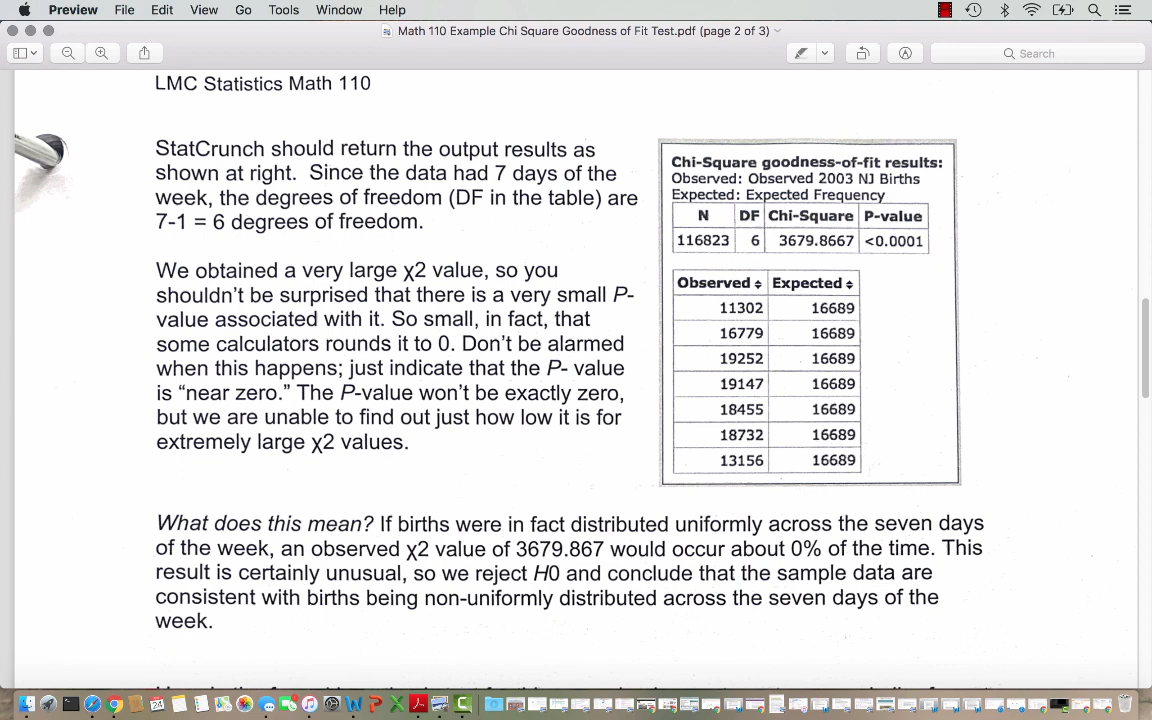 Preview File Edit View Go Tools Window Help
Math 110 Example Chi Square Goodness of Fit Test.pdf (page 2 of 3)
Search
LMC Statistics Math 110
StatCrunch should return the output results as
shown at right. Since the data had 7 days of the
week, the degrees of freedom (DF in the table) are
7-1 = 6 degrees of freedom.
We obtained a very large χ2 value, so you
shouldn't be surprised that there is a very small P-
value associated with it. So small, in fact, that
some calculators rounds it to 0. Don't be alarmed
when this happens; just indicate that the P- value
is “near zero.” The P-value won't be exactly zero,
but we are unable to find out just how low it is for
extremely large χ2 values.
Chi-Square goodness-of-fit results:
Observed: Observed 2003 NJ Births
Expected: Expected Frequency
N DF Chi-Square P-value
116823 6 3679.8667 <0.0001
Observed Expected
11302 16689
16779 16689
19252 16689
19147 16689
18455 16689
18732 16689
13156 16689
What does this mean? If births were in fact distributed uniformly across the seven days
of the week, an observed χ2 value of 3679.867 would occur about 0% of the time. This
result is certainly unusual, so we reject H0 and conclude that the sample data are
consistent with births being non-uniformly distributed across the seven days of the
week.